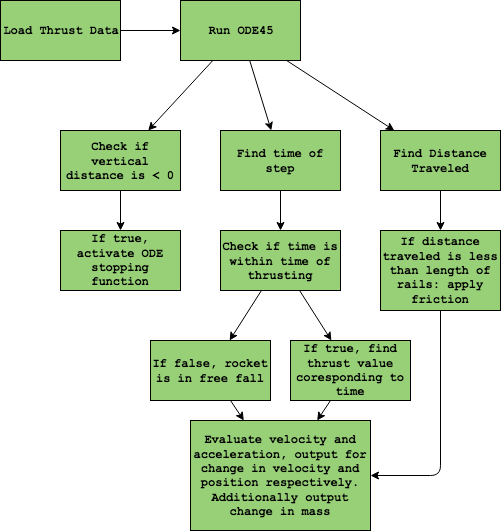 Load Thrust Data
Run ODE45
Check if
vertical
distance is < 0
Find time of
step
Find Distance
Traveled
If true,
activate ODE
stopping
function
Check if time is
within time of
thrusting
If distance
traveled is less
than length of
rails: apply
friction
If false, rocket
is in free fall
If true, find
thrust value
coresponding to
time
Evaluate velocity and
acceleration, output for
change in velocity and
position respectively.
Additionally output
change in mass